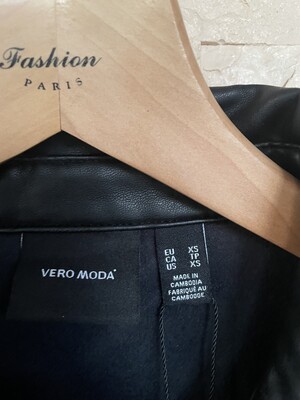 Fashion
PARIS
VERO MODA
EU XS
CA TP
US XS
MADE IN
CAMBODIA
FABRIQUÉ AU
CAMBODGE